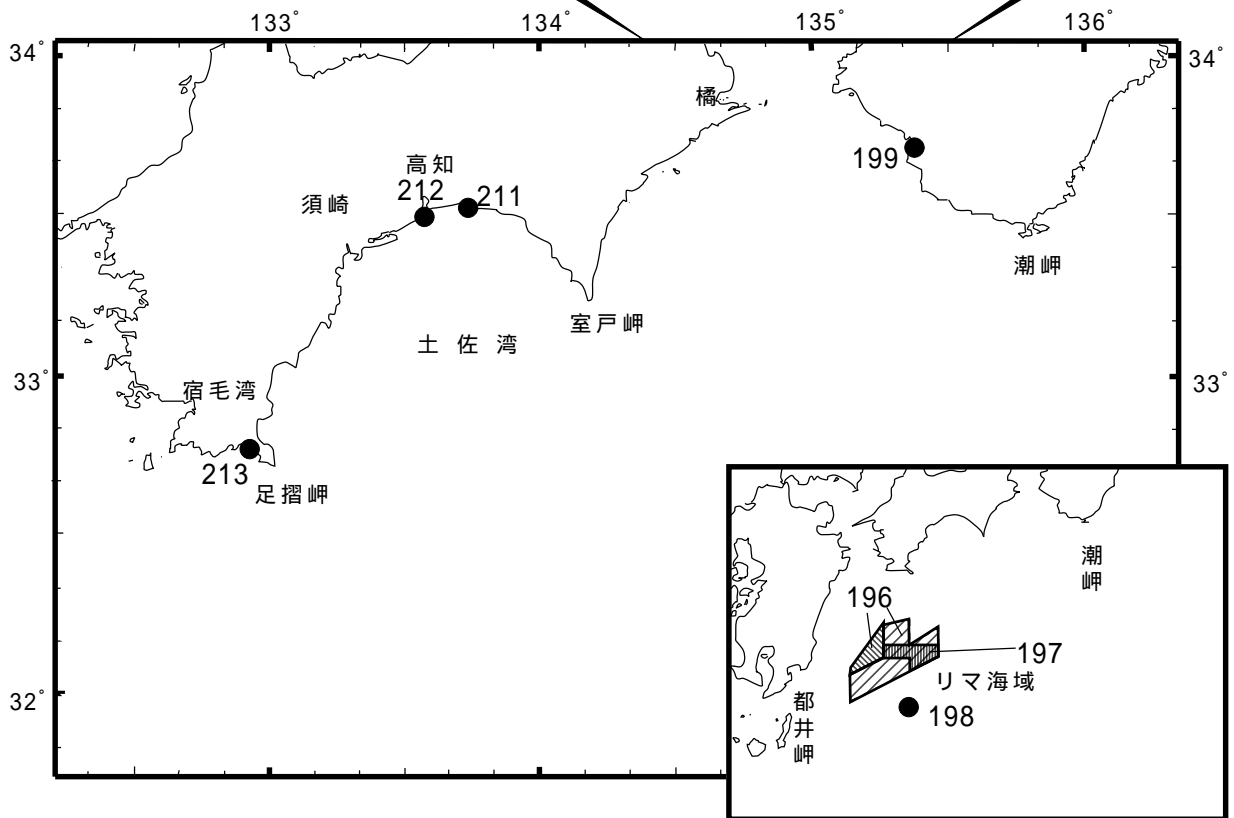 133° 134° 135° 136°
34° 34°
橘
高知
199
212 211
須崎
潮岬
室戸岬
土佐湾
33° 33°
宿毛湾
213
足摺岬
潮
岬
196
197
リマ海域
32°
都
井
岬
198